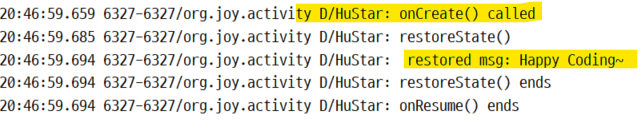 20:46:59.659 6327-6327/org.joy.activity D/HuStar: onCreate() called
20:46:59.685 6327-6327/org.joy.activity D/HuStar: restoreState()
20:46:59.694 6327-6327/org.joy.activity D/HuStar:  restored msg: Happy Coding~
20:46:59.694 6327-6327/org.joy.activity D/HuStar: restoreState() ends
20:46:59.694 6327-6327/org.joy.activity D/HuStar: onResume() ends